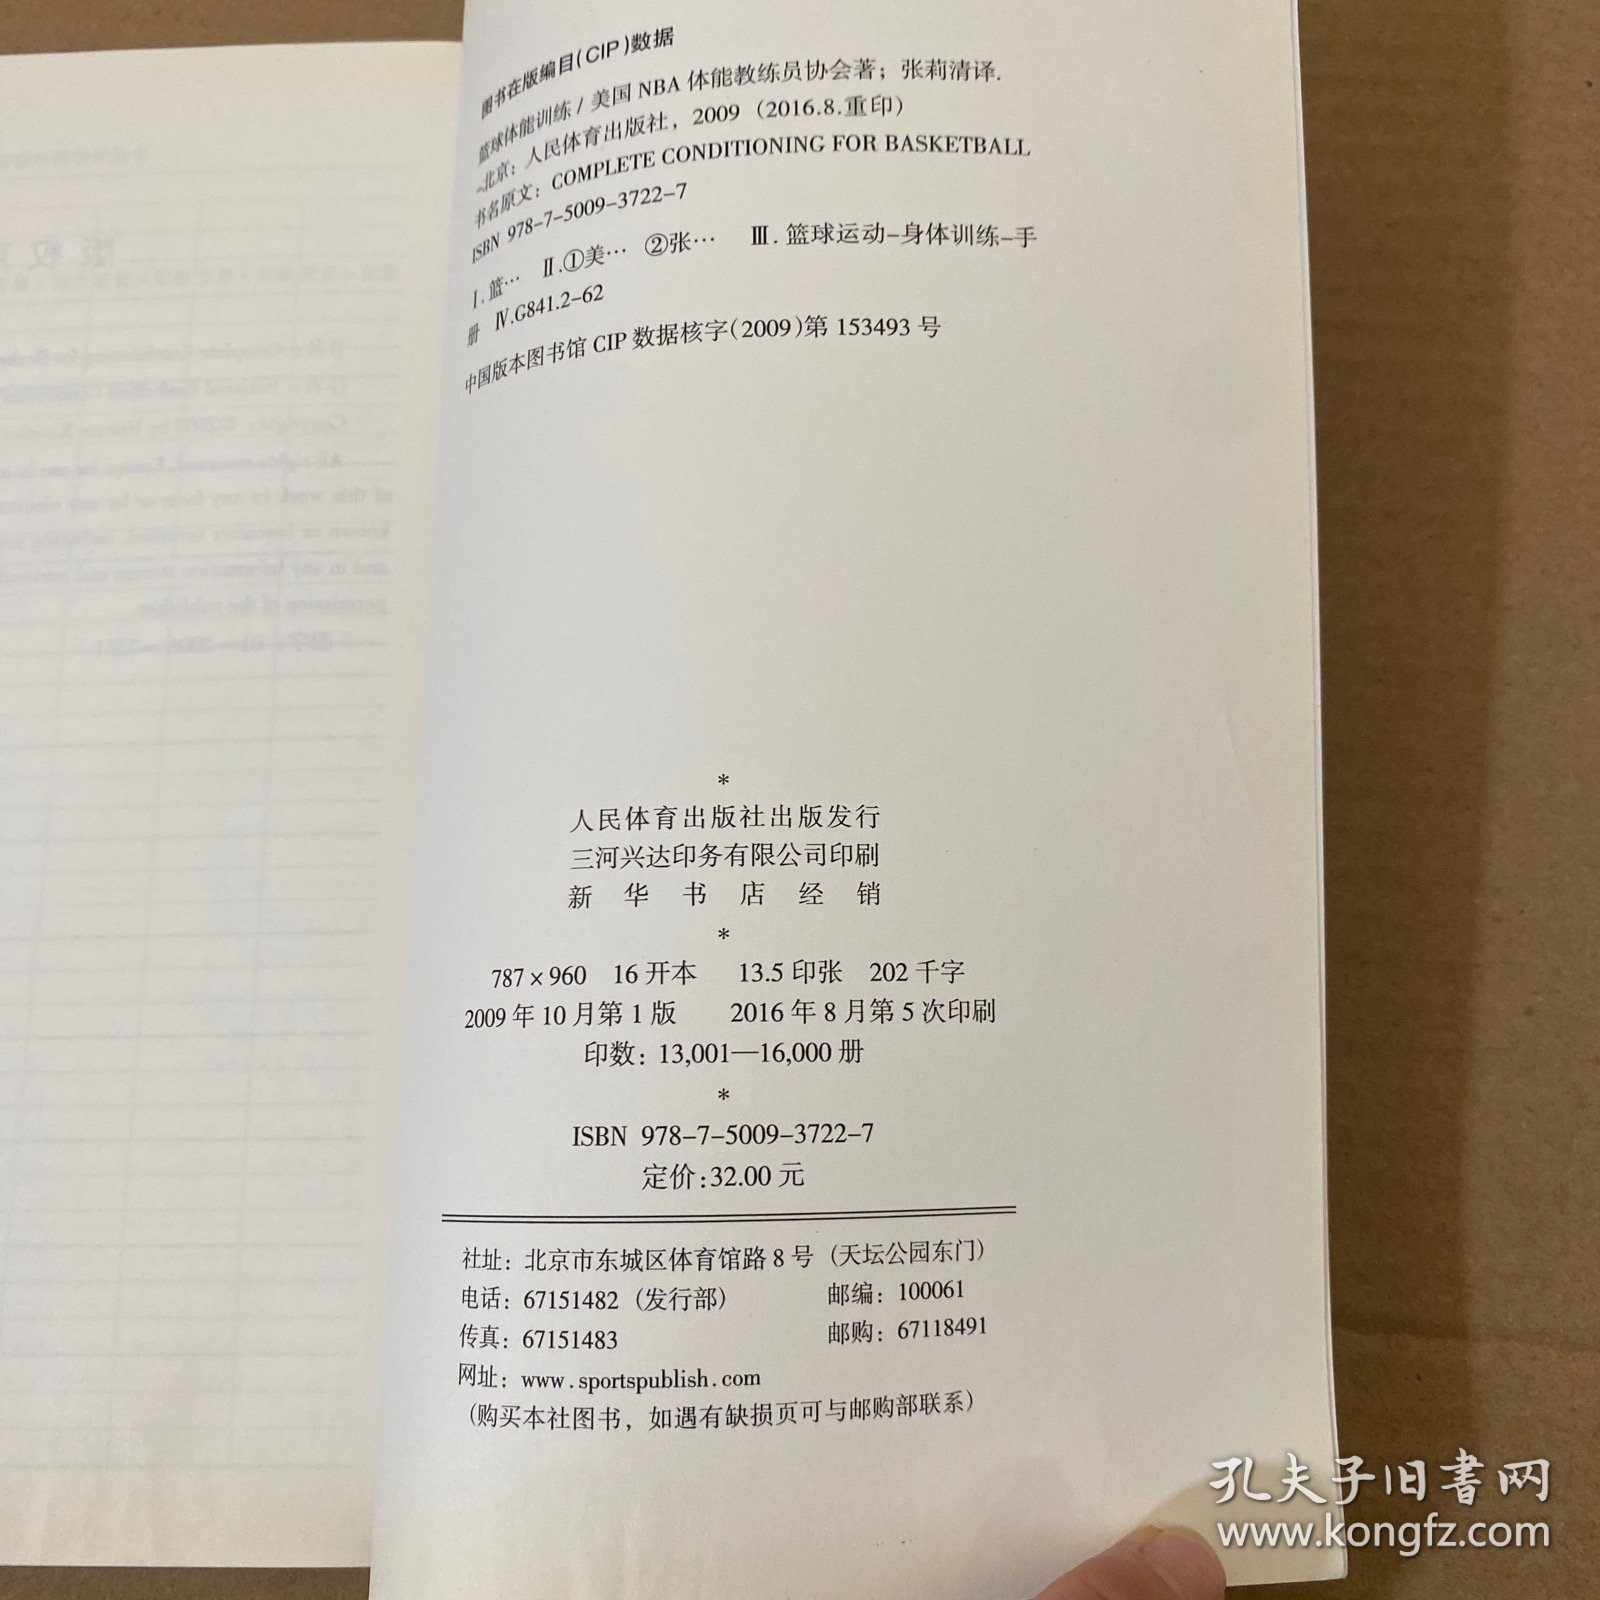 图书在版编目(CIP)数据
篮球体能训练 / 美国 NBA 体能教练员协会著；张莉清译.
-北京：人民体育出版社，2009（2016.8.重印）
书名原文：COMPLETE CONDITIONING FOR BASKETBALL
ISBN 978-7-5009-3722-7
Ⅰ. 篮… Ⅱ.①美… ②张… Ⅲ. 篮球运动-身体训练-手
册 Ⅳ.G841.2-62
中国版本图书馆 CIP 数据核字(2009)第 153493 号
*
人民体育出版社出版发行
三河兴达印务有限公司印刷
新 华 书 店 经 销
*
787×960 16 开本 13.5 印张 202 千字
2009 年 10 月第 1 版 2016 年 8 月第 5 次印刷
印数：13,001—16,000 册
*
ISBN 978-7-5009-3722-7
定价:32.00 元
社址：北京市东城区体育馆路 8 号（天坛公园东门）
电话：67151482（发行部） 邮编：100061
传真：67151483 邮购：67118491
网址：www.sportspublish.com
（购买本社图书，如遇有缺损页可与邮购部联系）
孔夫子旧书网
www.kongfz.com